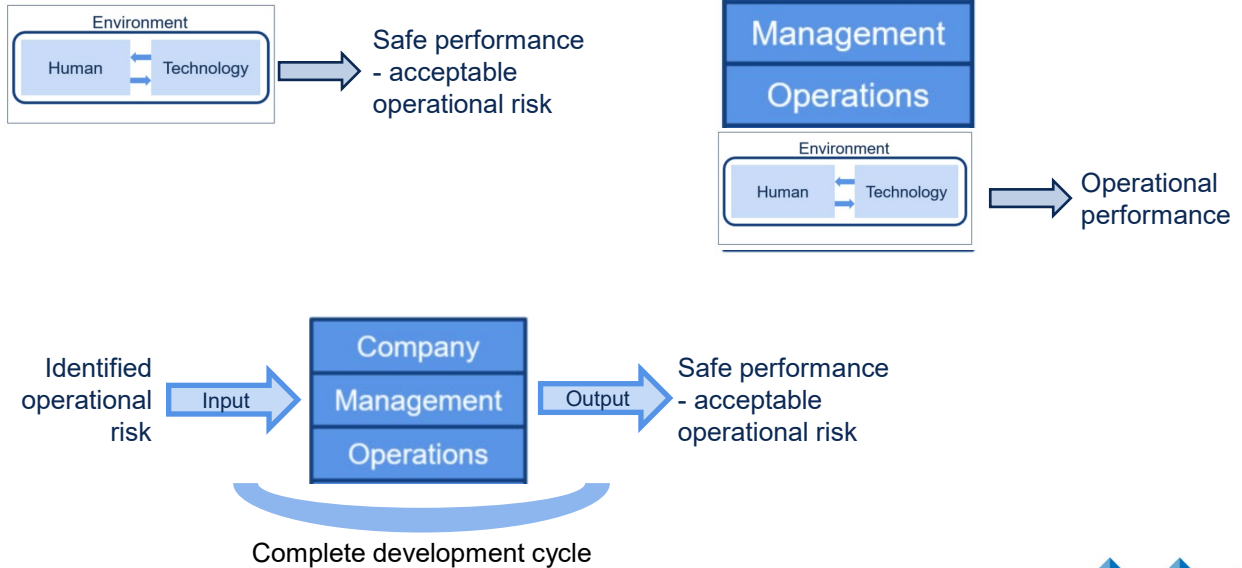 Environment
Human
Technology
Safe performance
- acceptable
operational risk
Management
Operations
Environment
Human
Technology
Operational
performance
Identified
operational
risk
Input
Company
Management
Operations
Output
Safe performance
- acceptable
operational risk
Complete development cycle